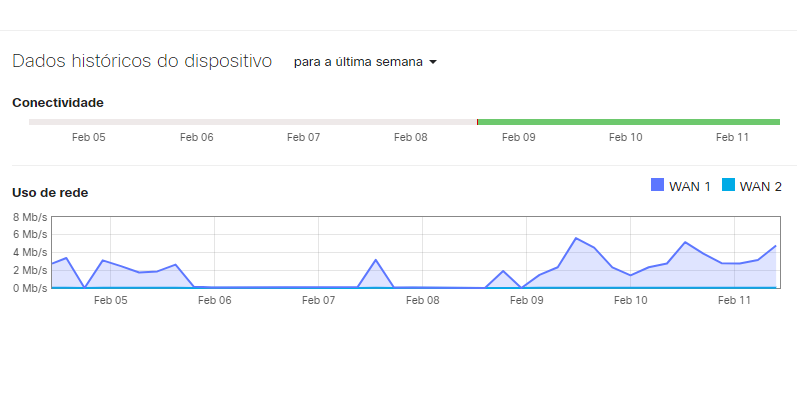 Dados históricos do dispositivo para a última semana
Conectividade
Feb 05 Feb 06 Feb 07 Feb 08 Feb 09 Feb 10 Feb 11
WAN 1 WAN 2
Uso de rede
8 Mb/s
6 Mb/s
4 Mb/s
2 Mb/s
0 Mb/s
Feb 05 Feb 06 Feb 07 Feb 08 Feb 09 Feb 10 Feb 11